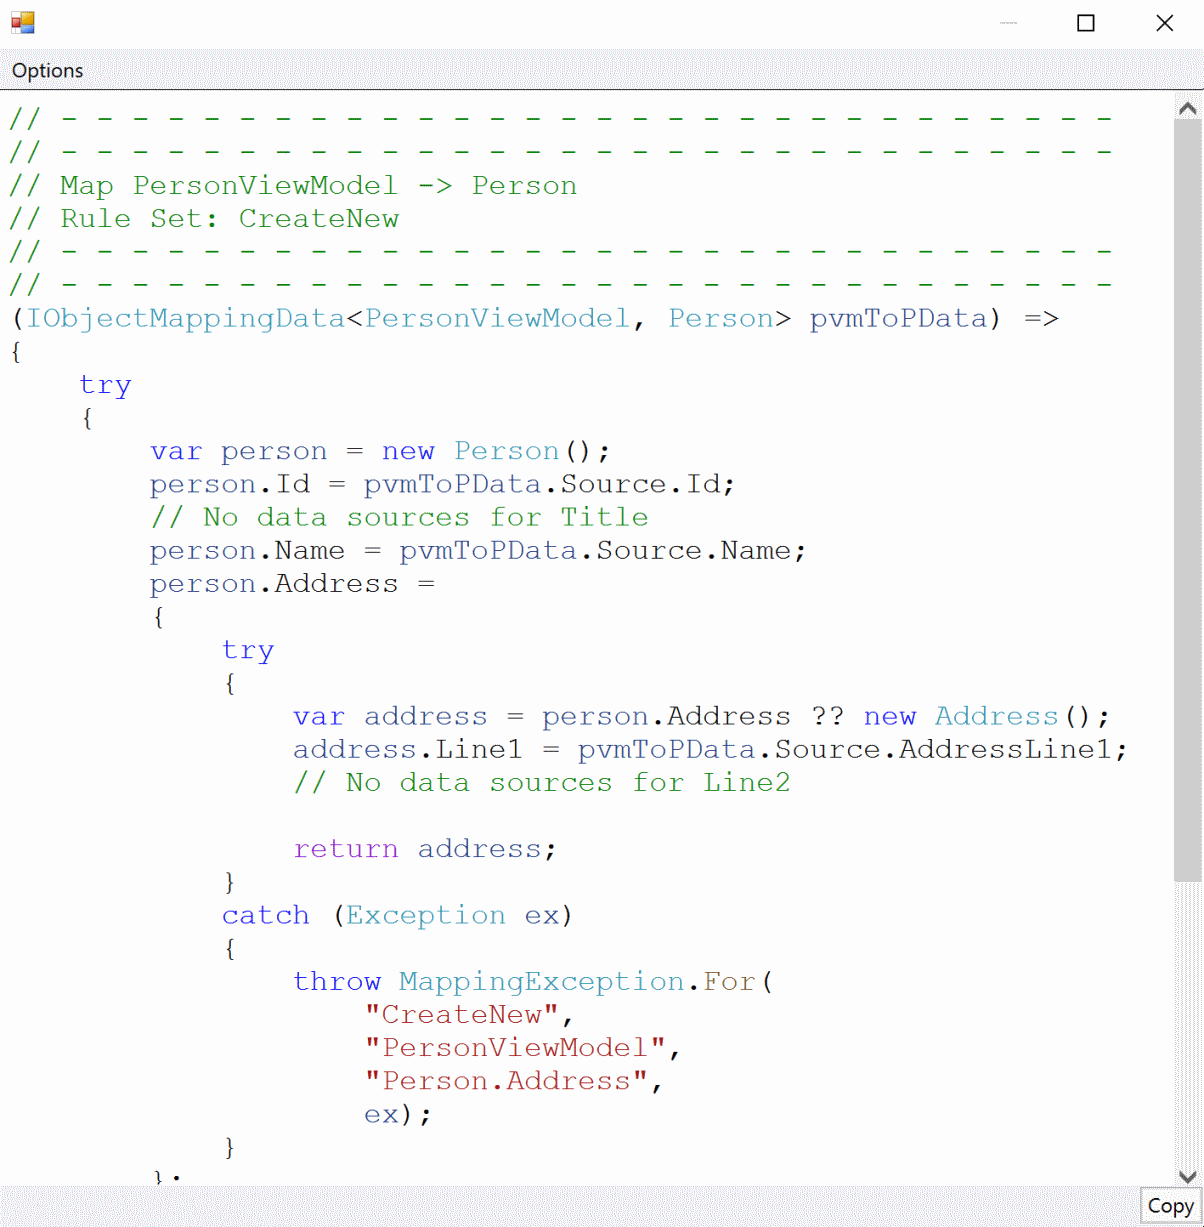 Options
// - - - - - - - - - - - - - - - - - - - - - - - - - - - - - -
// - - - - - - - - - - - - - - - - - - - - - - - - - - - - - -
// Map PersonViewModel -> Person
// Rule Set: CreateNew
// - - - - - - - - - - - - - - - - - - - - - - - - - - - - - -
// - - - - - - - - - - - - - - - - - - - - - - - - - - - - - -
(IObjectMappingData<PersonViewModel, Person> pvmToPData) =>
{
    try
    {
        var person = new Person();
        person.Id = pvmToPData.Source.Id;
        // No data sources for Title
        person.Name = pvmToPData.Source.Name;
        person.Address =
        {
            try
            {
                var address = person.Address ?? new Address();
                address.Line1 = pvmToPData.Source.AddressLine1;
                // No data sources for Line2

                return address;
            }
            catch (Exception ex)
            {
                throw MappingException.For(
                    "CreateNew",
                    "PersonViewModel",
                    "Person.Address",
                    ex);
            }
        };
Copy